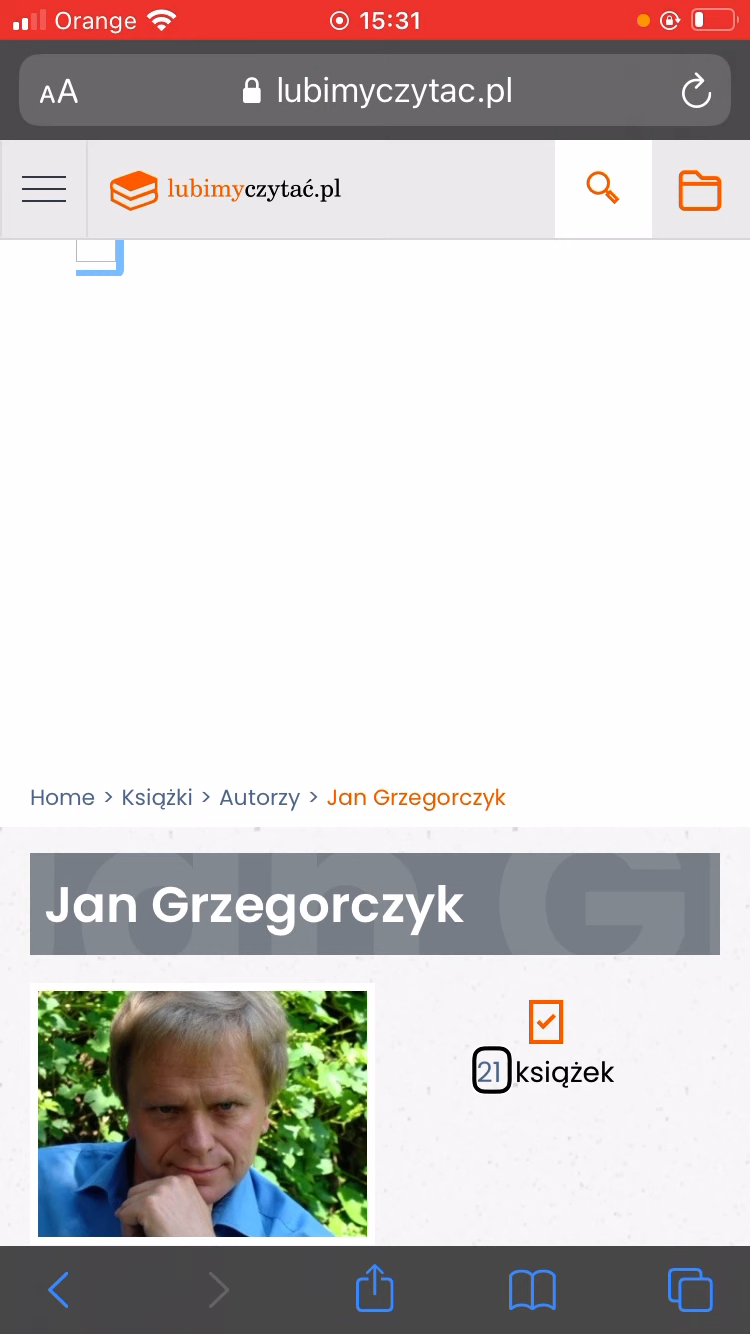 Orange 15:31
AA lubimyczytac.pl
lubimyczytać.pl
Home > Książki > Autorzy > Jan Grzegorczyk
Jan Grzegorczyk
21 książek